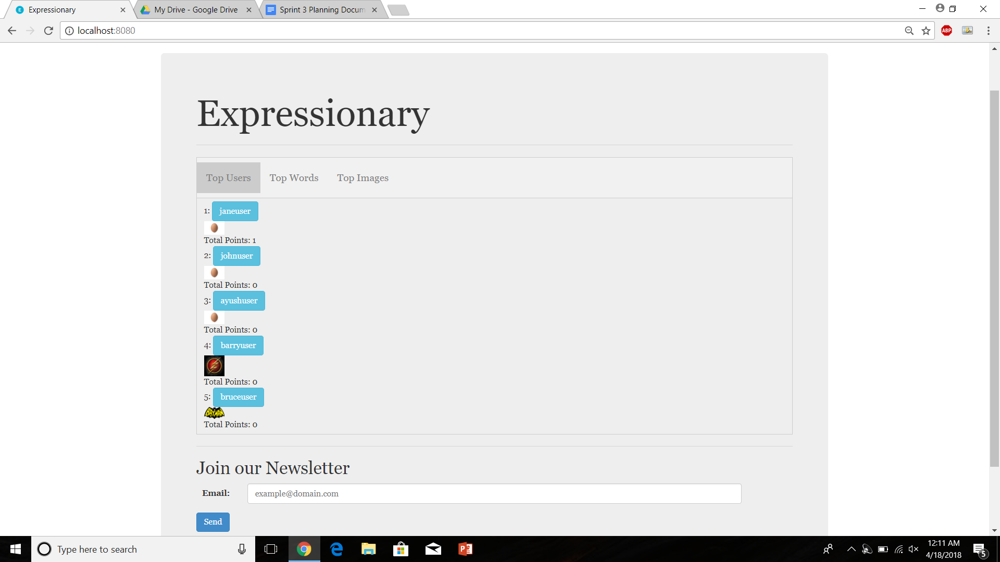 Expressionary
My Drive - Google Drive
Sprint 3 Planning Docum
localhost:8080
ABP
Expressionary
Top Users
Top Words
Top Images
1: janeuser
Total Points: 1
2: johnuser
Total Points: 0
3: ayushuser
Total Points: 0
4: barryuser
Total Points: 0
5: bruceuser
BATMAN
Total Points: 0
Join our Newsletter
Email: example@domain.com
Send
Type here to search
12:11 AM
4/18/2018
5